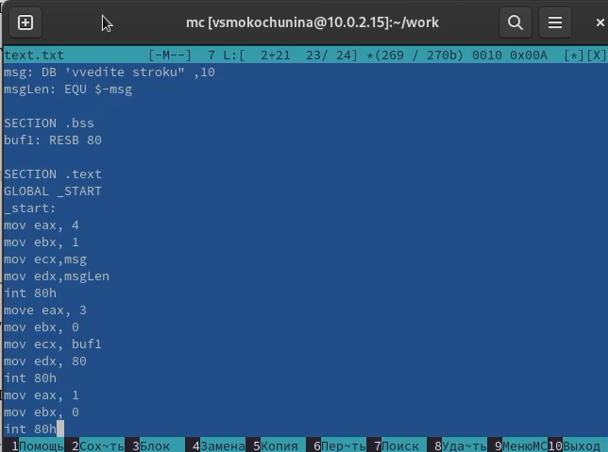 mc [vsmokochunina@10.0.2.15]:~/work
text.txt [-M--] 7 L:[ 2+21 23/ 24] *(269 / 270b) 0010 0x00A [*][X]
msg: DB 'vvedite stroku" ,10
msgLen: EQU $-msg
SECTION .bss
buf1: RESB 80
SECTION .text
GLOBAL _START
_start:
mov eax, 4
mov ebx, 1
mov ecx,msg
mov edx,msgLen
int 80h
move eax, 3
mov ebx, 0
mov ecx, buf1
mov edx, 80
int 80h
mov eax, 1
mov ebx, 0
int 80h
1Помощь 2Сох~ть 3Блок 4Замена 5Копия 6Пер~ть 7Поиск 8Уда~ть 9МенюMC 10Выход